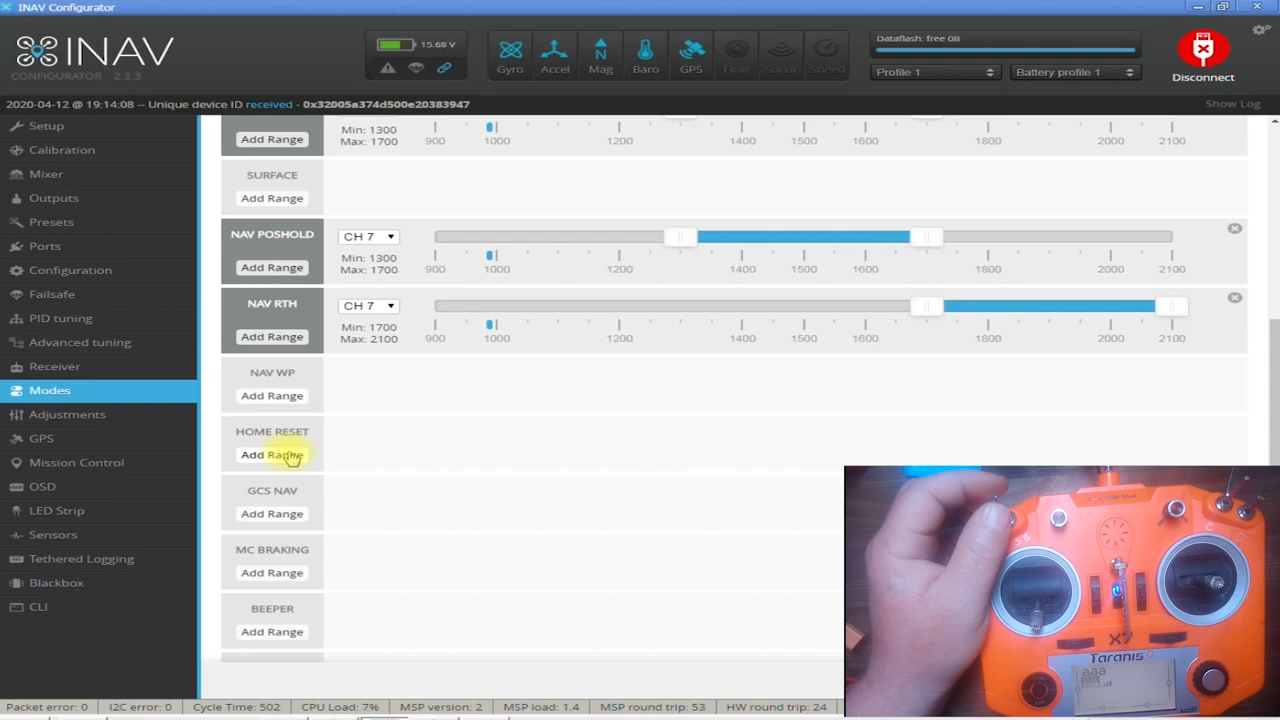 INAV Configurator
INAV
CONFIGURATOR 2.3.3
15.68 V
Gyro Accel Mag Baro GPS Flow Sonar Speed
Dataflash: free 0B
Profile 1 Battery profile 1
Disconnect
2020-04-12 @ 19:14:08 -- Unique device ID received - 0x32005a374d500e20383947
Show Log
Setup
Calibration
Mixer
Outputs
Presets
Ports
Configuration
Failsafe
PID tuning
Advanced tuning
Receiver
Modes
Adjustments
GPS
Mission Control
OSD
LED Strip
Sensors
Tethered Logging
Blackbox
CLI
Add Range
Min: 1300
Max: 1700
900 1000 1200 1400 1500 1600 1800 2000 2100
SURFACE
Add Range
NAV POSHOLD
Add Range
CH 7
Min: 1300
Max: 1700
900 1000 1200 1400 1500 1600 1800 2000 2100
NAV RTH
Add Range
CH 7
Min: 1700
Max: 2100
900 1000 1200 1400 1500 1600 1800 2000 2100
NAV WP
Add Range
HOME RESET
Add Range
GCS NAV
Add Range
MC BRAKING
Add Range
BEEPER
Add Range
X7
Taranis Q
Packet error: 0 I2C error: 0 Cycle Time: 502 CPU Load: 7% MSP version: 2 MSP load: 1.4 MSP round trip: 53 HW round trip: 24